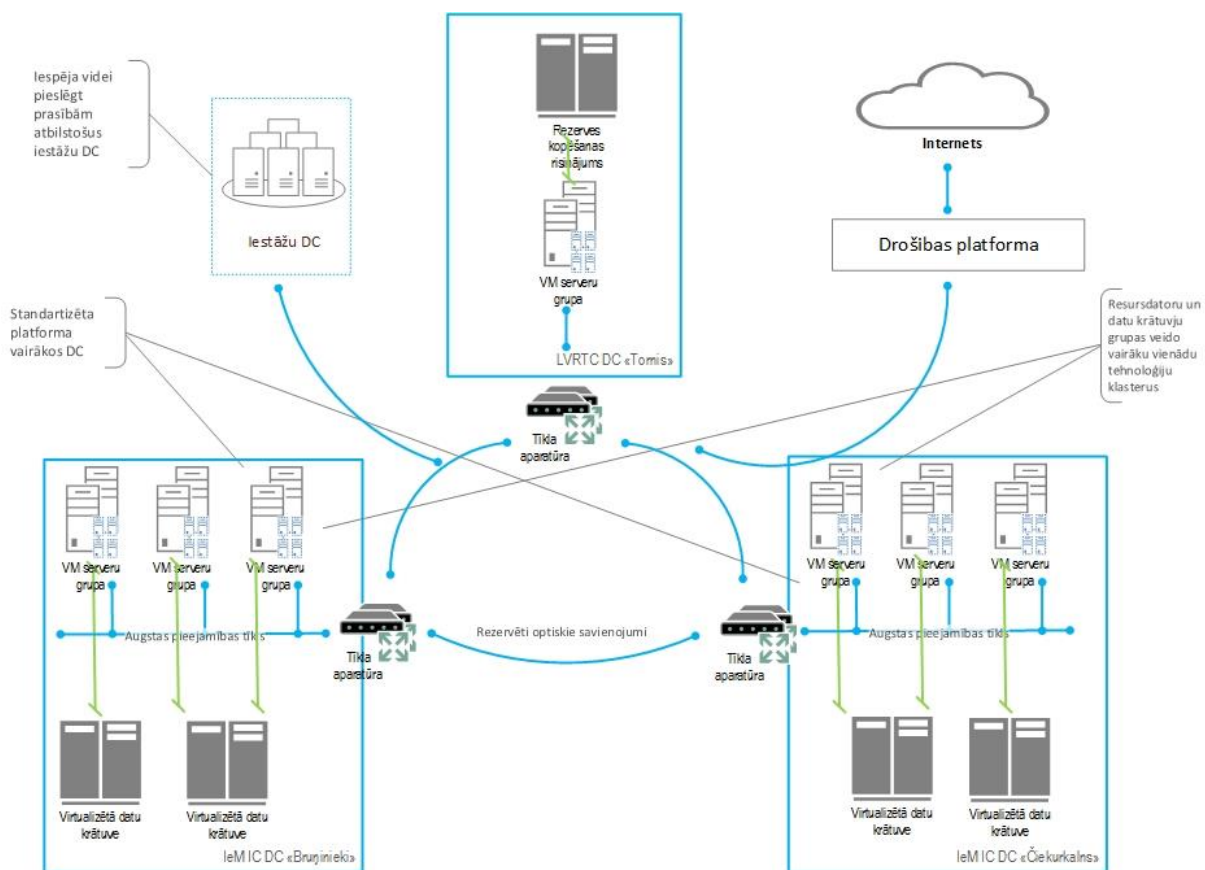 Iespēja videi
pieslēgt
prasībām
atbilstošus
iestāžu DC
Iestāžu DC
Rezerves
kopēšanas
risinājums
VM serveru
grupa
LVRTC DC «Tornis»
Internets
Drošības platforma
Standartizēta
platforma
vairākos DC
Resursdatoru un
datu krātuvju
grupas veido
vairāku vienādu
tehnoloģiju
klasterus
Tīkla
aparatūra
VM serveru
grupa
VM serveru
grupa
VM serveru
grupa
Augstas pieejamības tīkls
Tīkla
aparatūra
Rezervēti optiskie savienojumi
Tīkla
aparatūra
VM serveru
grupa
VM serveru
grupa
VM serveru
grupa
Augstas pieejamības tīkls
Virtualizētā datu
krātuve
Virtualizētā datu
krātuve
IeM IC DC «Bruņinieki»
Virtualizētā datu
krātuve
Virtualizētā datu
krātuve
IeM IC DC «Čiekurkalns»